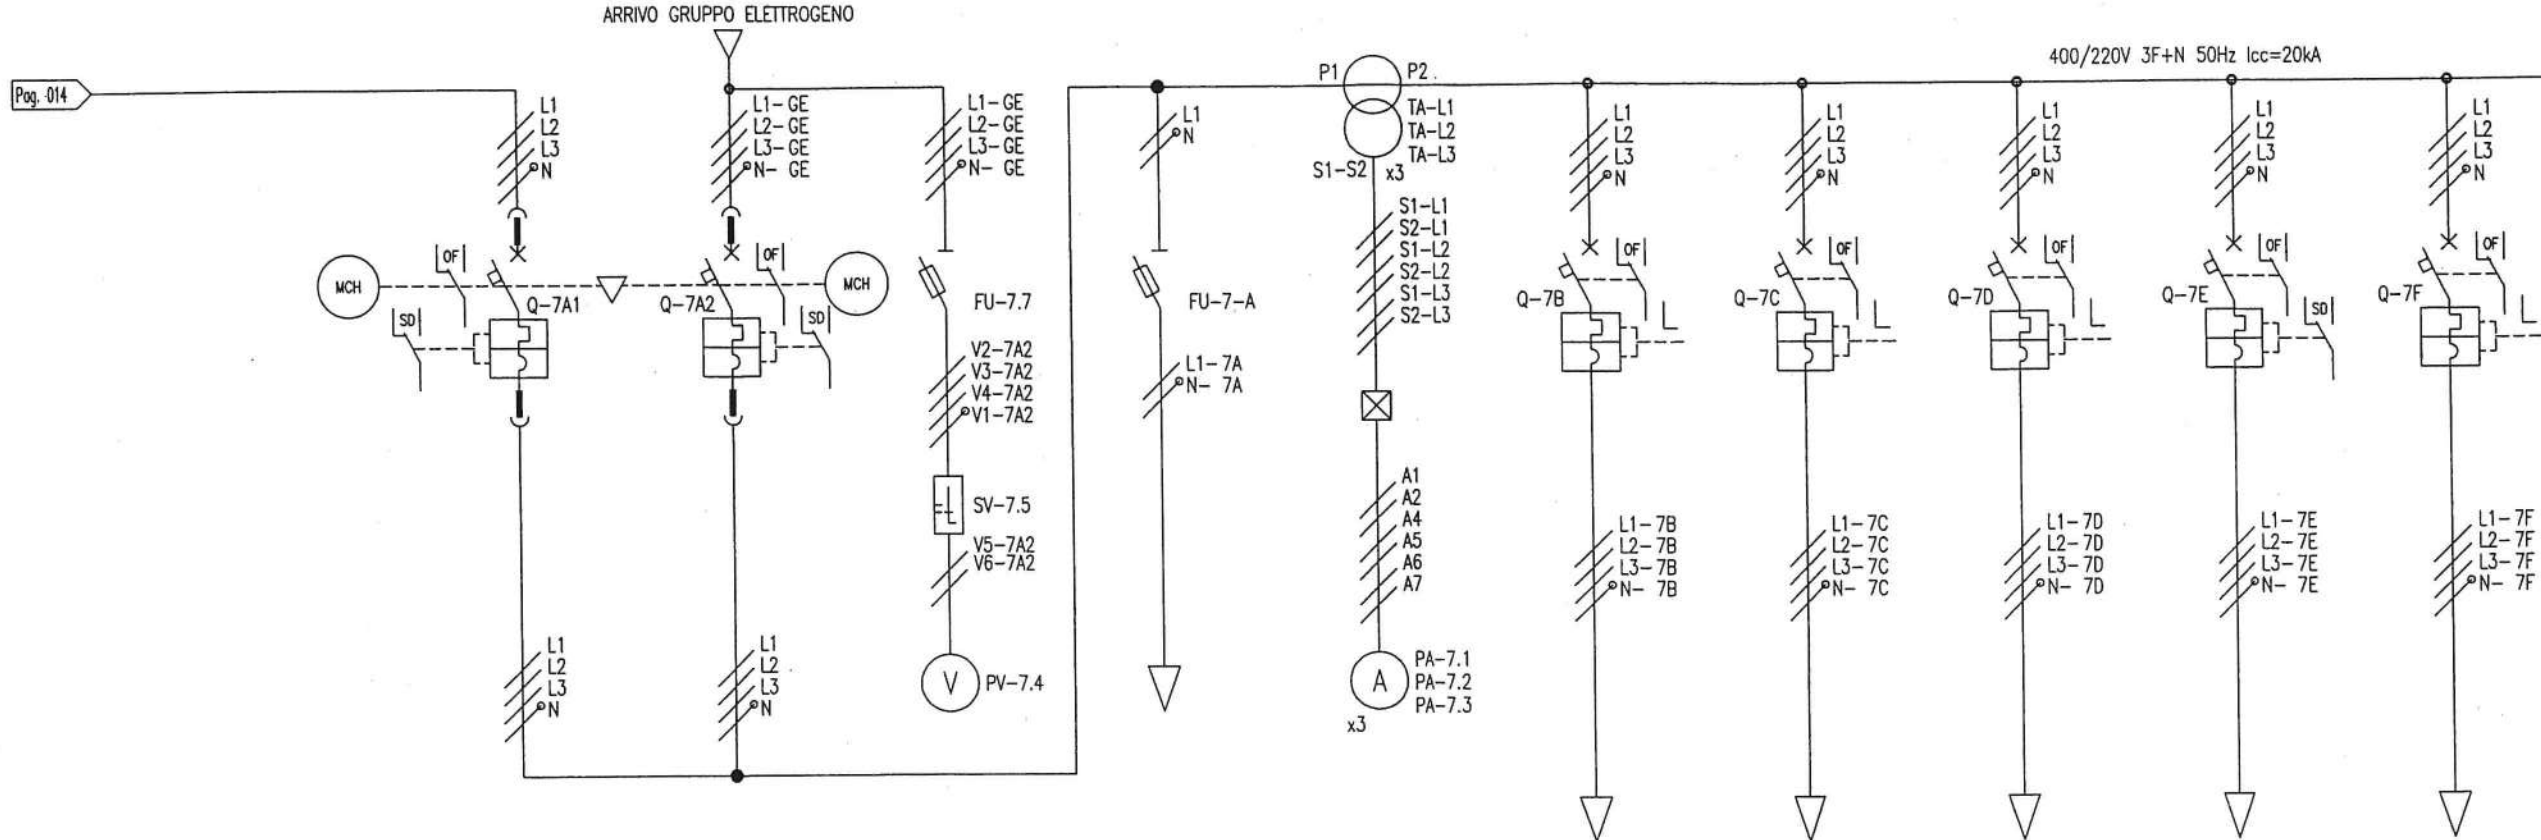 ARRIVO GRUPPO ELETTROGENO
Pag. 014
L1
L2
L3
N
MCH
OF
Q-7A1
SD
L1
L2
L3
N
L1-GE
L2-GE
L3-GE
N- GE
Q-7A2
OF
MCH
SD
L1
L2
L3
N
L1-GE
L2-GE
L3-GE
N- GE
FU-7.7
V2-7A2
V3-7A2
V4-7A2
V1-7A2
SV-7.5
V5-7A2
V6-7A2
V
PV-7.4
L1
N
FU-7-A
L1-7A
N- 7A
P1
P2
TA-L1
TA-L2
TA-L3
S1-S2
x3
S1-L1
S2-L1
S1-L2
S2-L2
S1-L3
S2-L3
A1
A2
A4
A5
A6
A7
A
PA-7.1
PA-7.2
PA-7.3
x3
400/220V 3F+N 50Hz Icc=20kA
L1
L2
L3
N
OF
Q-7B
L1-7B
L2-7B
L3-7B
N- 7B
L1
L2
L3
N
OF
Q-7C
L1-7C
L2-7C
L3-7C
N- 7C
L1
L2
L3
N
OF
Q-7D
L1-7D
L2-7D
L3-7D
N- 7D
L1
L2
L3
N
OF
Q-7E
SD
L1-7E
L2-7E
L3-7E
N- 7E
L1
L2
L3
N
OF
Q-7F
L1-7F
L2-7F
L3-7F
N- 7F